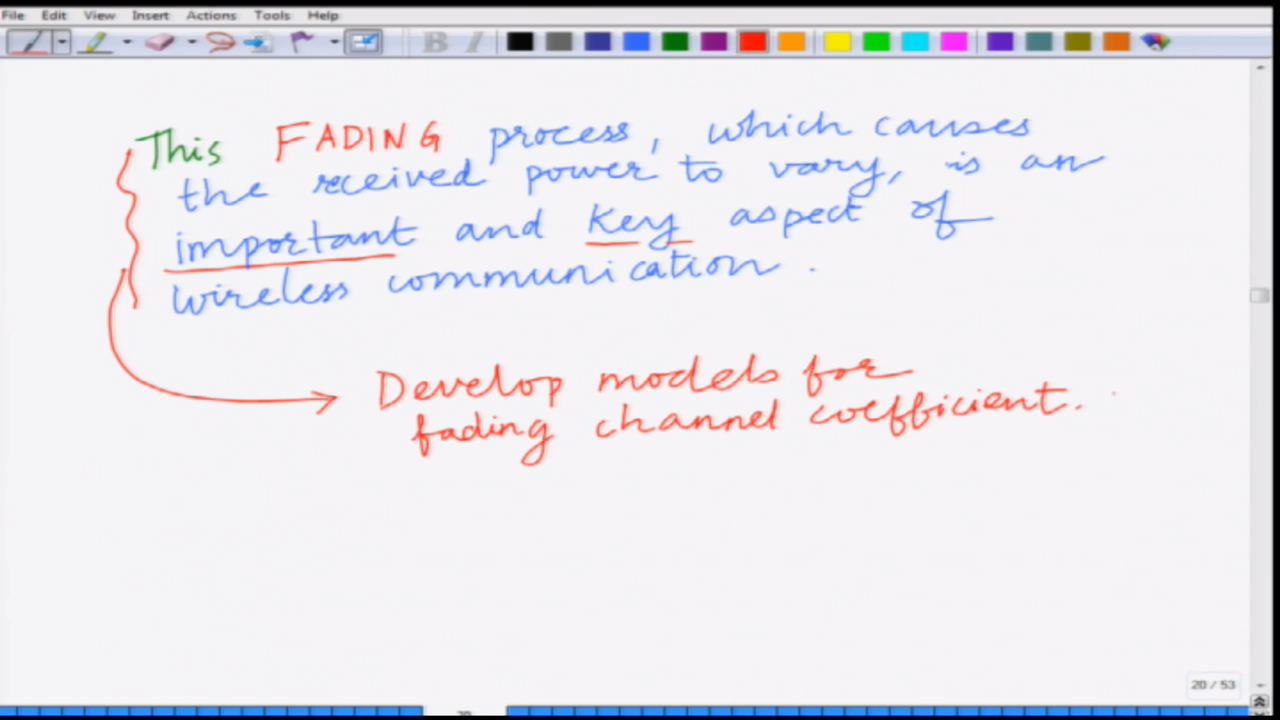 File Edit View Insert Actions Tools Help
B I
This FADING process, which causes
the received power to vary, is an
important and key aspect of
wireless communication.
Develop models for
fading channel coefficient.
20 / 53
20